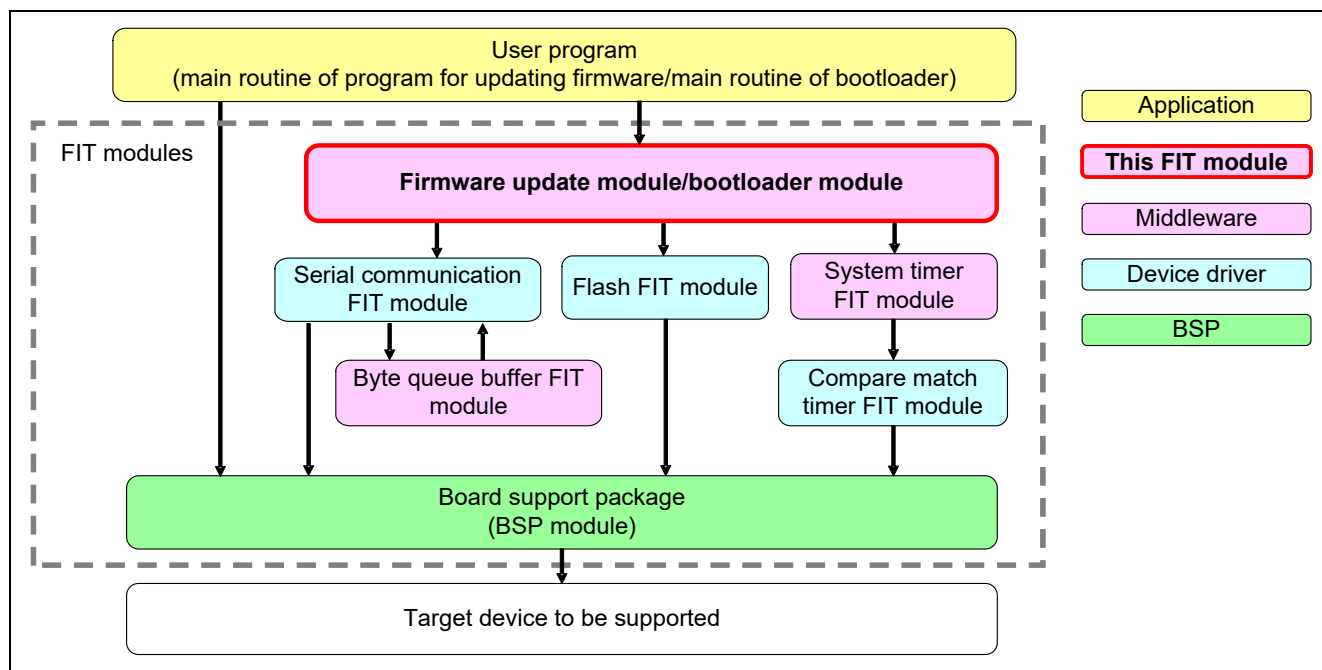 User program
(main routine of program for updating firmware/main routine of bootloader)
FIT modules
Firmware update module/bootloader module
Serial communication
FIT module
Flash FIT module
System timer
FIT module
Byte queue buffer FIT
module
Compare match
timer FIT module
Board support package
(BSP module)
Target device to be supported
Application
This FIT module
Middleware
Device driver
BSP